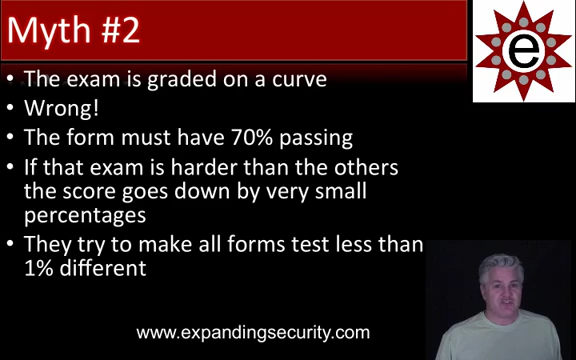 Myth #2
• The exam is graded on a curve
• Wrong!
• The form must have 70% passing
• If that exam is harder than the others
the score goes down by very small
percentages
• They try to make all forms test less than
1% different
www.expandingsecurity.com
e